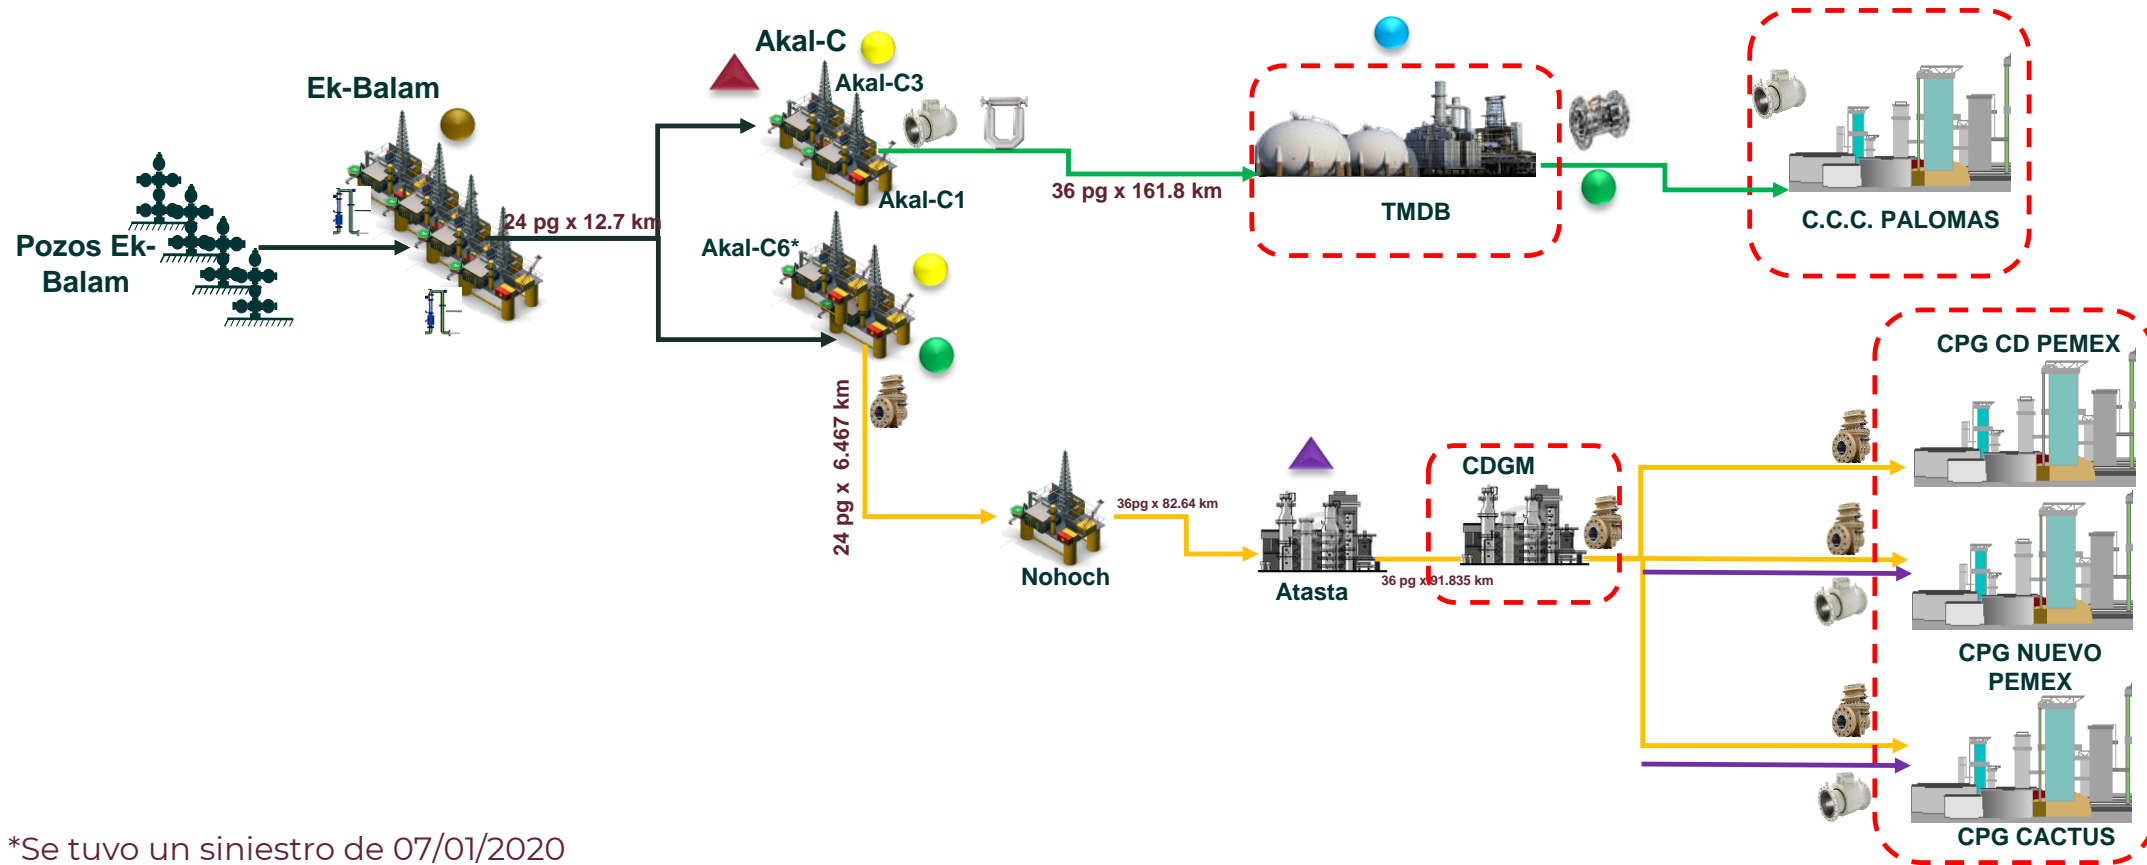 Akal-C
Akal-C3
Ek-Balam
Akal-C1
36 pg x 161.8 km
TMDB
C.C.C. PALOMAS
24 pg x 12.7 km
Pozos Ek-
Balam
Akal-C6*
CPG CD PEMEX
24 pg x 6.467 km
CDGM
36pg x 82.64 km
Nohoch
Atasta
36 pg x 91.835 km
CPG NUEVO
PEMEX
CPG CACTUS
*Se tuvo un siniestro de 07/01/2020